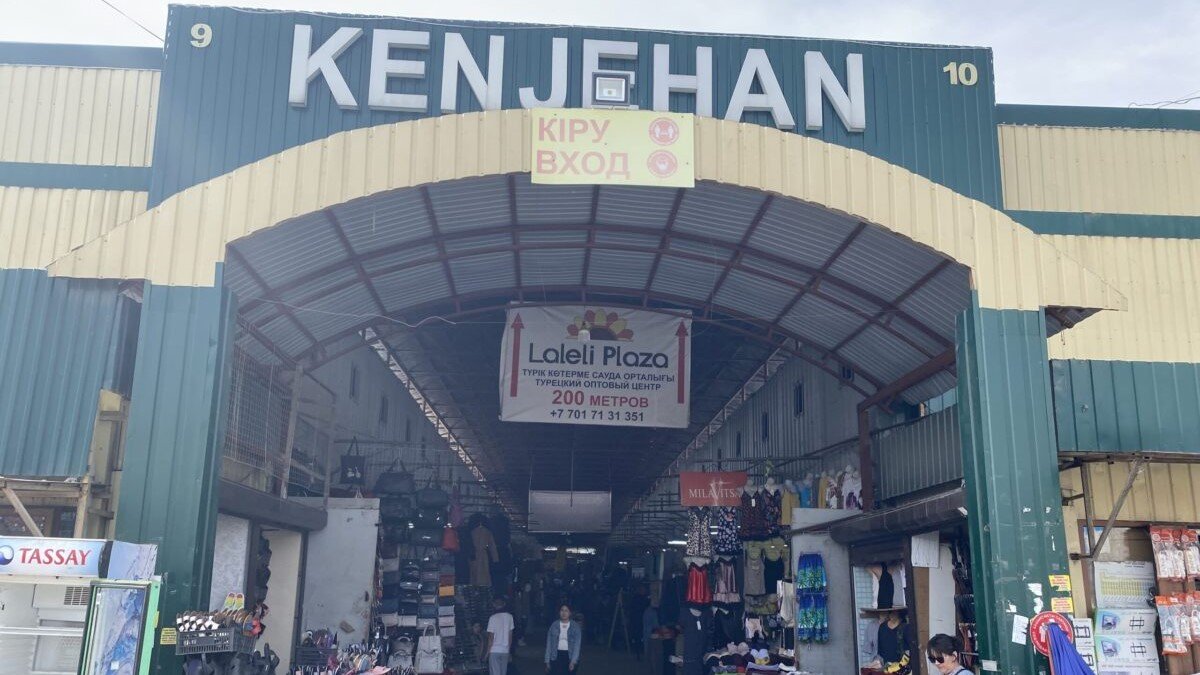 9
KENJEHAN
10
КІРУ
ВХОД
Laleli Plaza
ТҮРІК КӨТЕРМЕ САУДА ОРТАЛЫҒЫ
ТУРЕЦКИЙ ОПТОВЫЙ ЦЕНТР
200 МЕТРОВ
+7 701 71 31 351
MILAVITSA
TASSAY